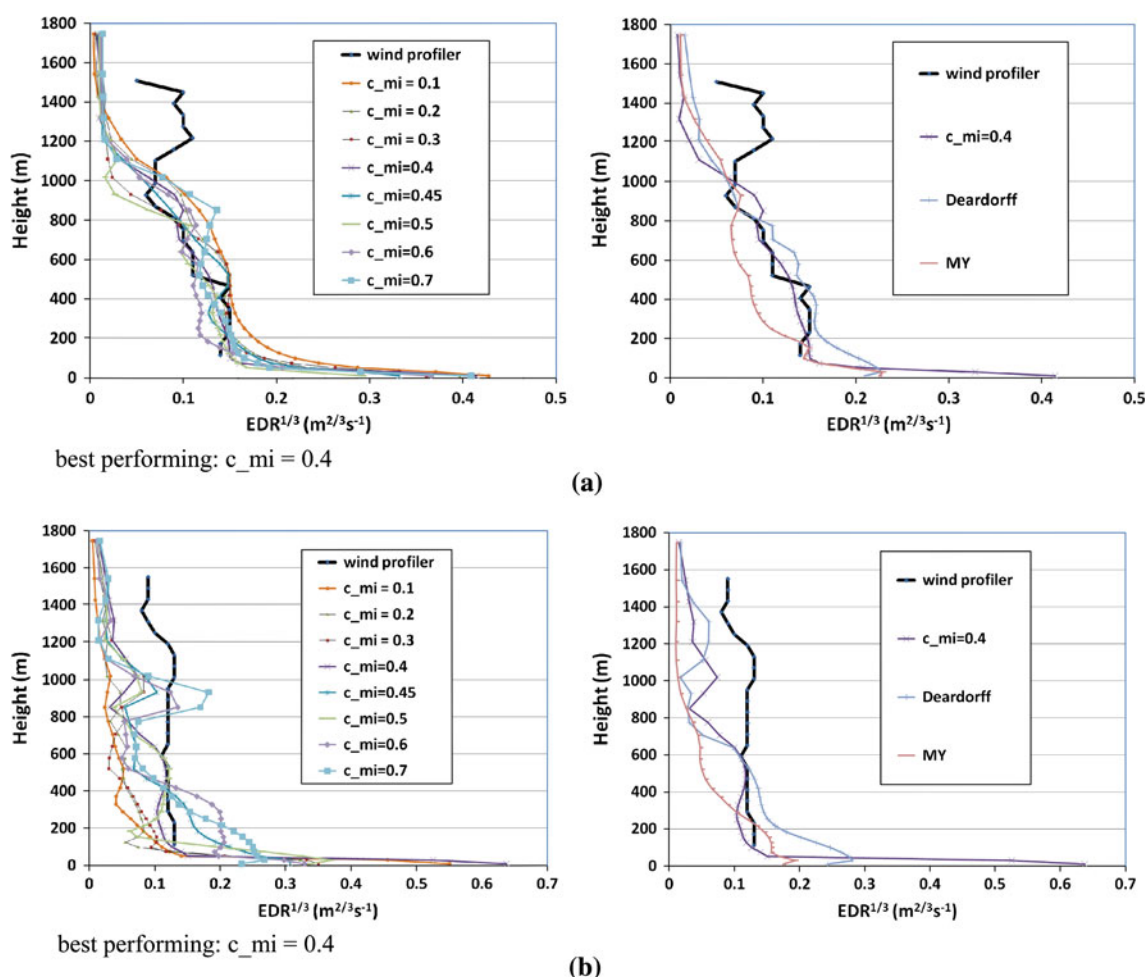 1800
1600
1400
1200
1000
800
600
400
200
0
Height (m)
wind profiler
c_mi = 0.1
c_mi = 0.2
c_mi = 0.3
c_mi=0.4
c_mi=0.45
c_mi=0.5
c_mi=0.6
c_mi=0.7
0 0.1 0.2 0.3 0.4 0.5
EDR1/3 (m2/3s-1)
1800
1600
1400
1200
1000
800
600
400
200
0
Height (m)
wind profiler
c_mi=0.4
Deardorff
MY
0 0.1 0.2 0.3 0.4 0.5
EDR1/3 (m2/3s-1)
best performing: c_mi = 0.4
(a)
1800
1600
1400
1200
1000
800
600
400
200
0
Height (m)
wind profiler
c_mi = 0.1
c_mi = 0.2
c_mi = 0.3
c_mi=0.4
c_mi=0.45
c_mi=0.5
c_mi=0.6
c_mi=0.7
0 0.1 0.2 0.3 0.4 0.5 0.6 0.7
EDR1/3 (m2/3s-1)
1800
1600
1400
1200
1000
800
600
400
200
0
Height (m)
wind profiler
c_mi=0.4
Deardorff
MY
0 0.1 0.2 0.3 0.4 0.5 0.6 0.7
EDR1/3 (m2/3s-1)
best performing: c_mi = 0.4
(b)